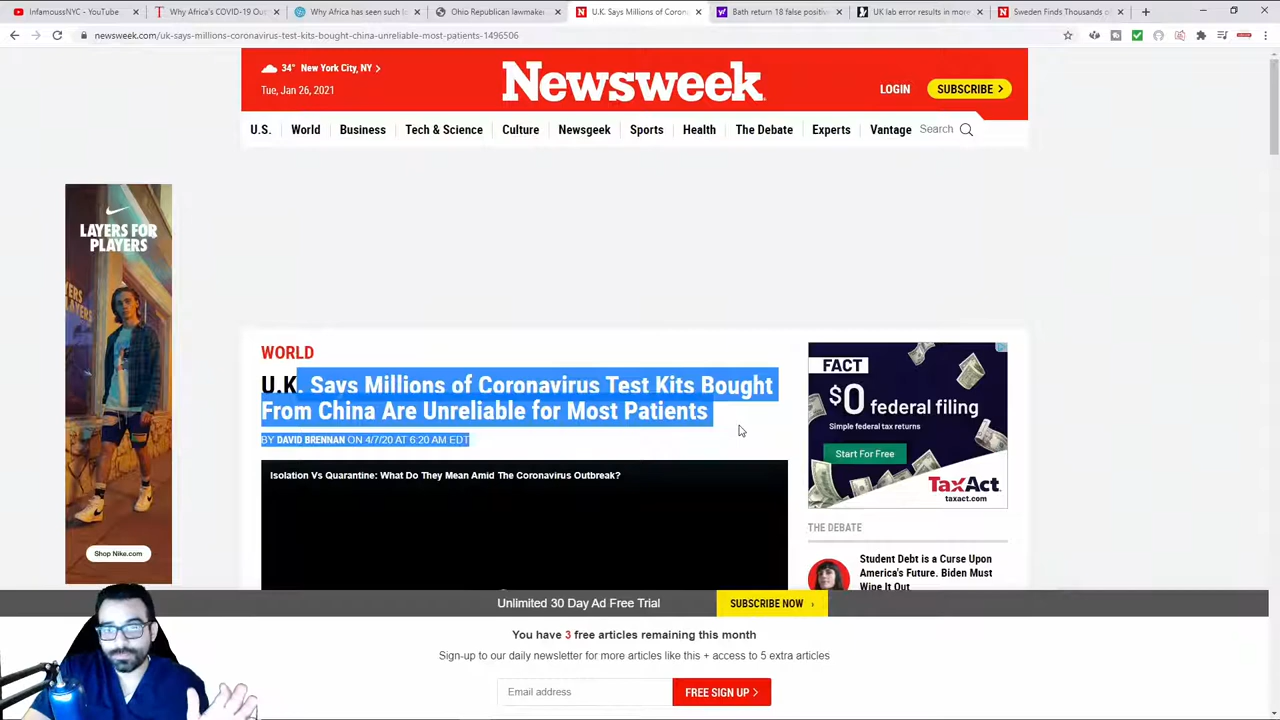 InfamousNYC - YouTube
Why Africa's COVID-19 Out
Why Africa has seen such l
Ohio Republican lawmaker
U.K. Says Millions of Corona
Bath return 18 false positive
UK lab error results in more
Sweden Finds Thousands o
newsweek.com/uk-says-millions-coronavirus-test-kits-bought-china-unreliable-most-patients-1496506
34° New York City, NY >
Tue, Jan 26, 2021
Newsweek
LOGIN
SUBSCRIBE >
U.S. World Business Tech & Science Culture Newsgeek Sports Health The Debate Experts Vantage Search
LAYERS FOR
PLAYERS
Shop Nike.com
WORLD
U.K. Says Millions of Coronavirus Test Kits Bought
From China Are Unreliable for Most Patients
BY DAVID BRENNAN ON 4/7/20 AT 6:20 AM EDT
Isolation Vs Quarantine: What Do They Mean Amid The Coronavirus Outbreak?
FACT
$0 federal filing
Simple federal tax returns
Start For Free
TaxAct.
taxact.com
THE DEBATE
Student Debt is a Curse Upon
America's Future. Biden Must
Wipe It Out
Unlimited 30 Day Ad Free Trial
SUBSCRIBE NOW ›
You have 3 free articles remaining this month
Sign-up to our daily newsletter for more articles like this + access to 5 extra articles
Email address
FREE SIGN UP >